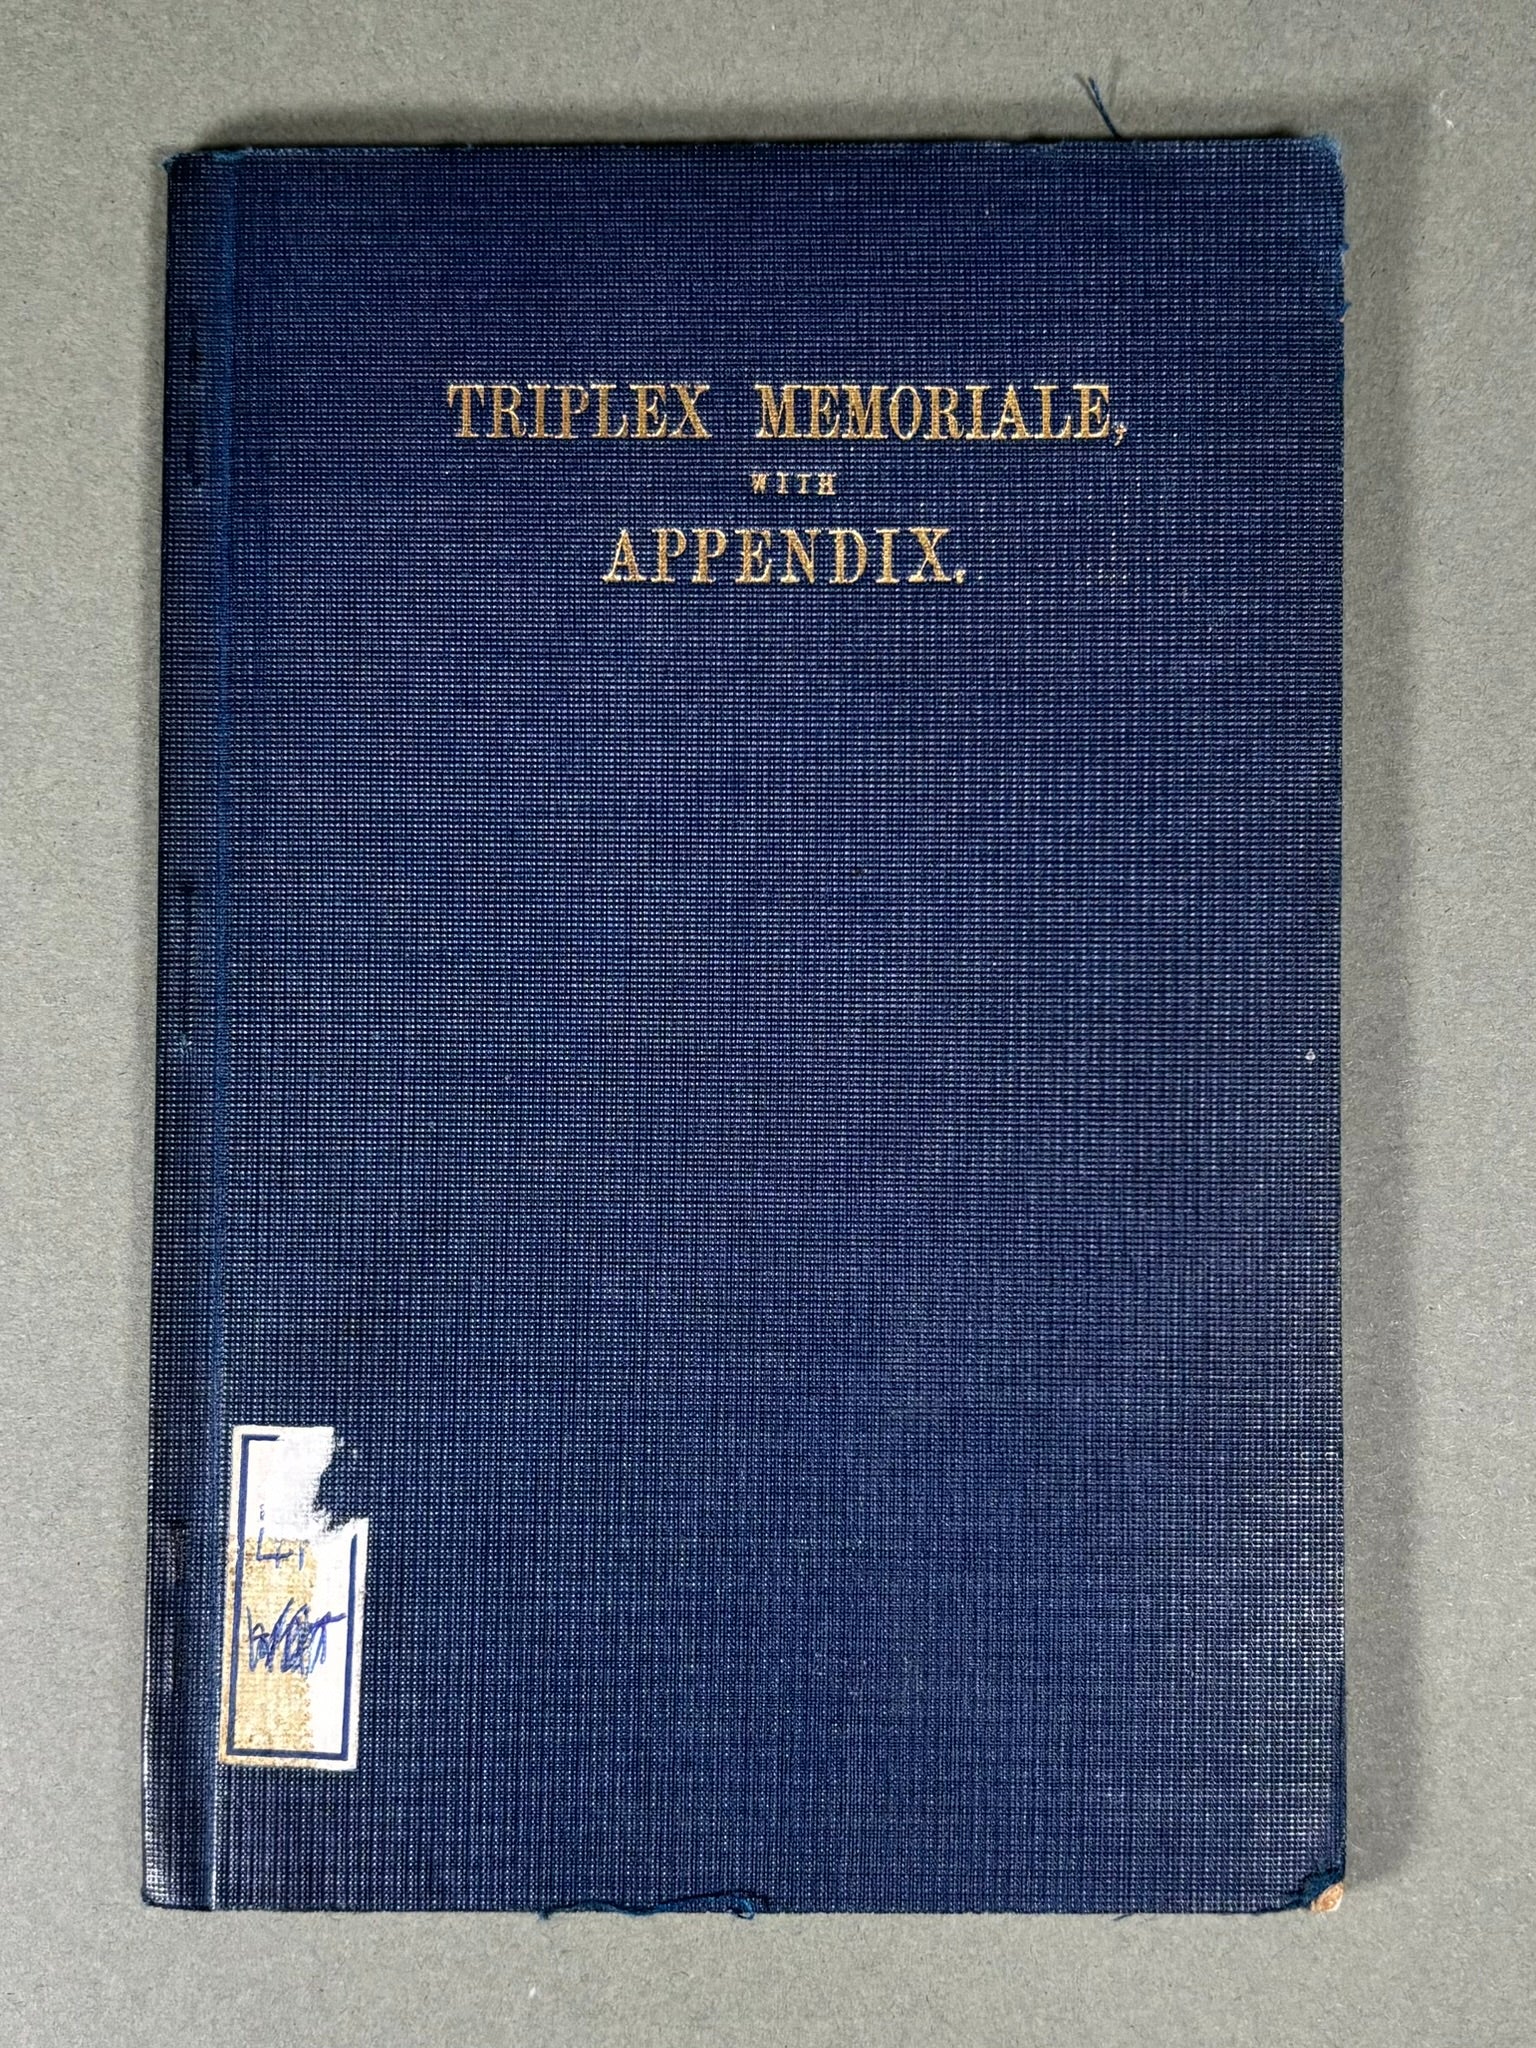 TRIPLEX MEMORIALE,
WITH
APPENDIX.